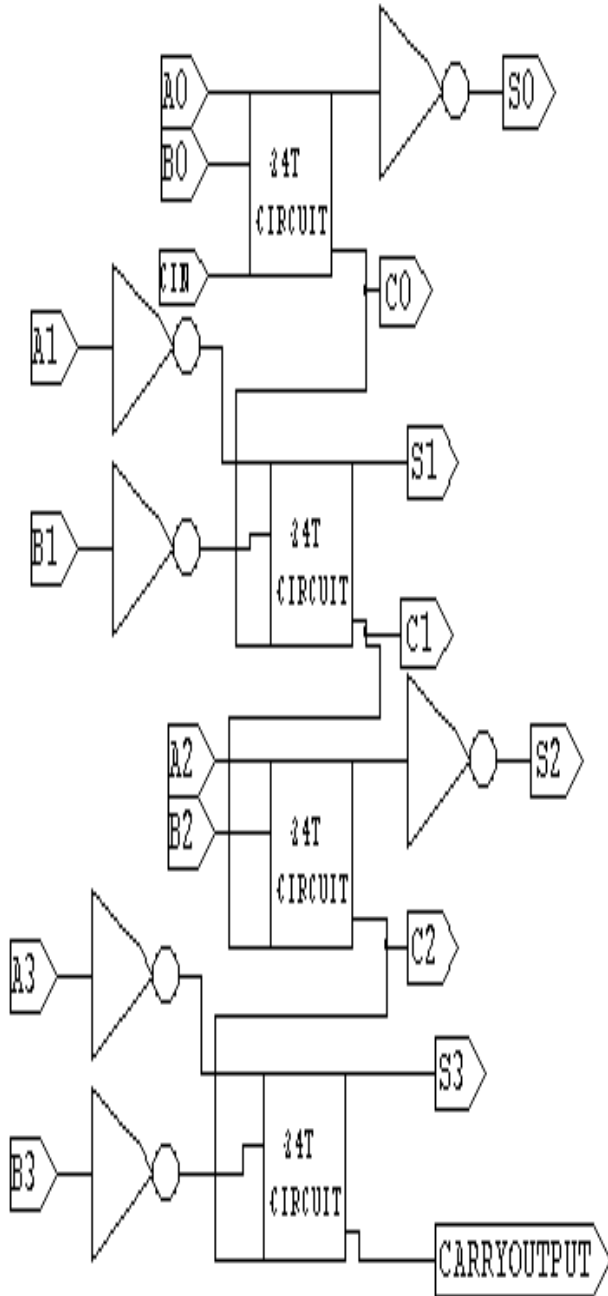 A0
S0
B0
24T
CIRCUIT
CIN
C0
A1
S1
B1
24T
CIRCUIT
C1
A2
S2
B2
24T
CIRCUIT
C2
A3
S3
24T
B3
CIRCUIT
CARRYOUTPUT